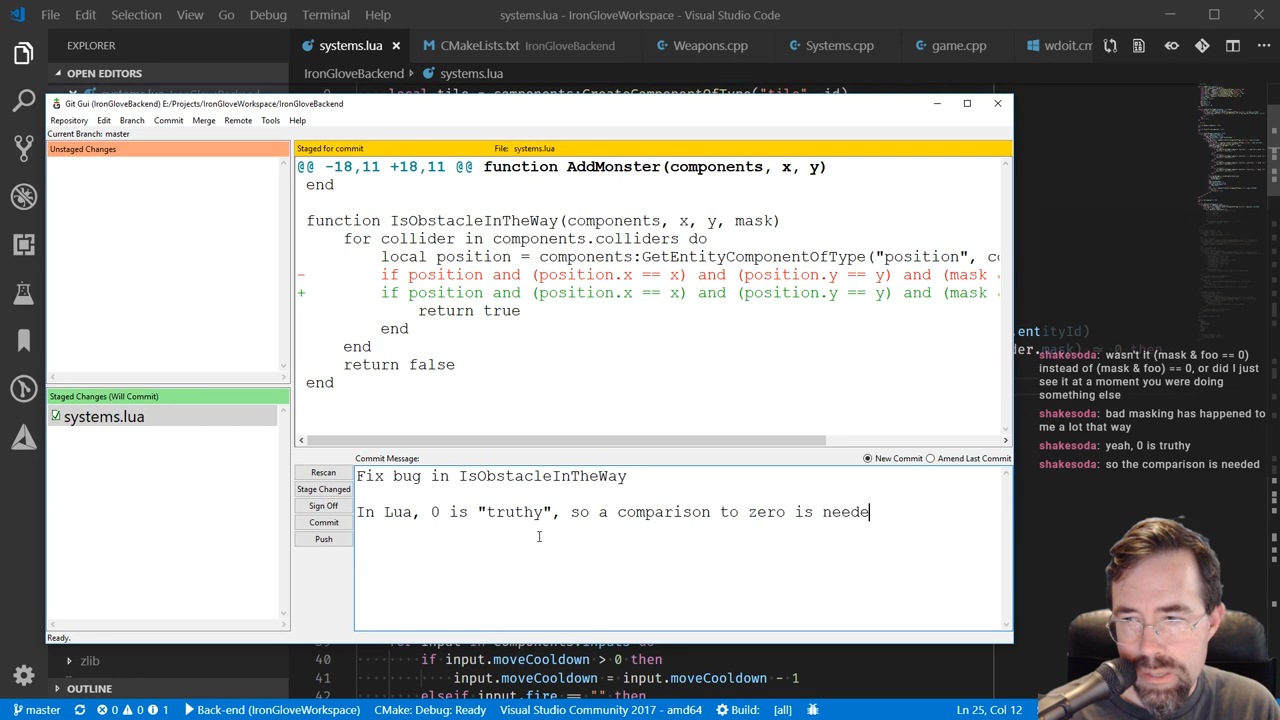 File Edit Selection View Go Debug Terminal Help systems.lua - IronGloveWorkspace - Visual Studio Code
EXPLORER systems.lua CMakeLists.txt IronGloveBackend Weapons.cpp Systems.cpp game.cpp wdoit.cm
OPEN EDITORS IronGloveBackend systems.lua
Git Gui (IronGloveBackend) E:/Projects/IronGloveWorkspace/IronGloveBackend
Repository Edit Branch Commit Merge Remote Tools Help
Current Branch: master
Unstaged Changes
Staged for commit File: systems.lua
@@ -18,11 +18,11 @@ function AddMonster(components, x, y)
end
function IsObstacleInTheWay(components, x, y, mask)
for collider in components.colliders do
local position = components:GetEntityComponentOfType("position", co
- if position and (position.x == x) and (position.y == y) and (mask
+ if position and (position.x == x) and (position.y == y) and (mask
return true
end
end
return false
end
Staged Changes (Will Commit)
systems.lua
Commit Message: New Commit Amend Last Commit
Rescan
Stage Changed
Sign Off
Commit
Push
Fix bug in IsObstacleInTheWay
In Lua, 0 is "truthy", so a comparison to zero is neede
Ready.
entityId)
der.mask) ~= 0 then
shakesoda: wasn't it (mask & foo == 0)
instead of (mask & foo) == 0, or did I just
see it at a moment you were doing
something else
shakesoda: bad masking has happened to
me a lot that way
shakesoda: yeah, 0 is truthy
shakesoda: so the comparison is needed
zlib
OUTLINE
40 if input.moveCooldown > 0 then
41 input.moveCooldown = input.moveCooldown - 1
42 elseif input.fire == "" then
master 0 0 1 Back-end (IronGloveWorkspace) CMake: Debug: Ready Visual Studio Community 2017 - amd64 Build: [all] Ln 25, Col 12